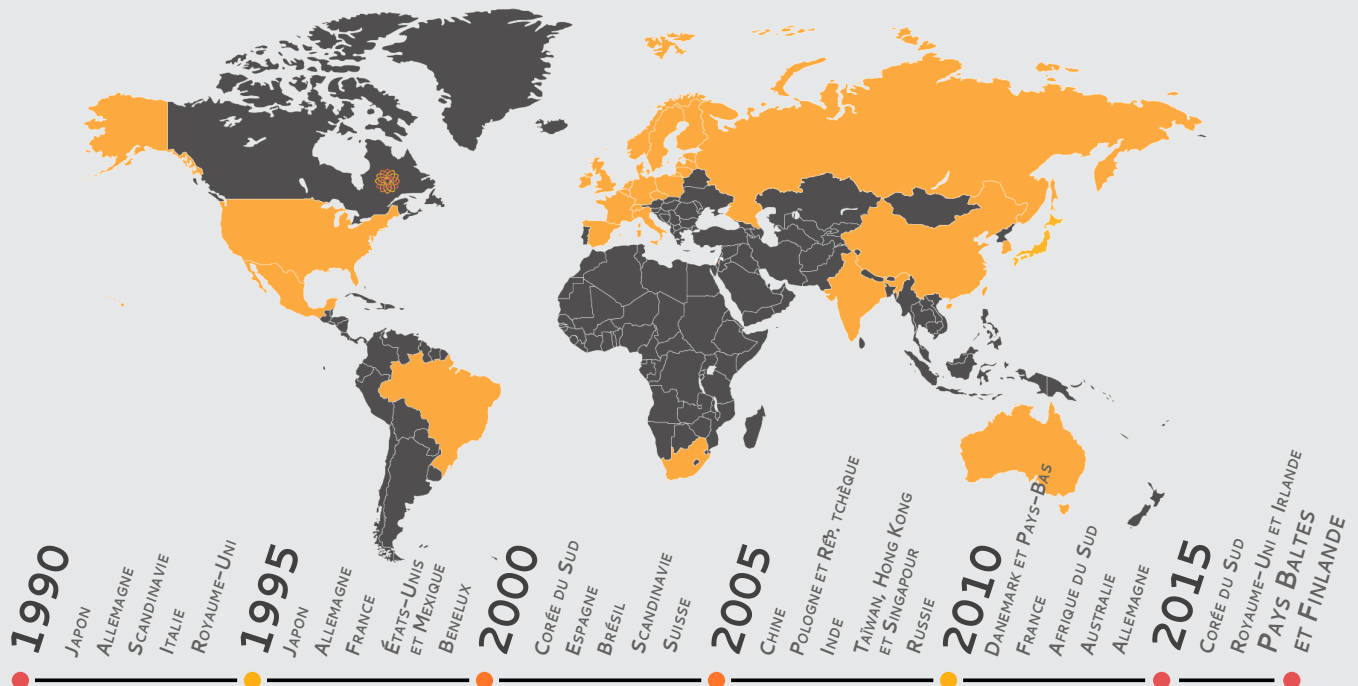 1990
JAPON
ALLEMAGNE
SCANDINAVIE
ITALIE
ROYAUME-UNI
1995
JAPON
ALLEMAGNE
FRANCE
ÉTATS-UNIS
ET MEXIQUE
BENELUX
2000
CORÉE DU SUD
ESPAGNE
BRÉSIL
SCANDINAVIE
SUISSE
2005
CHINE
POLOGNE ET RÉP. TCHÈQUE
INDE
TAÏWAN, HONG KONG
ET SINGAPOUR
RUSSIE
2010
DANEMARK ET PAYS-BAS
FRANCE
AFRIQUE DU SUD
AUSTRALIE
ALLEMAGNE
2015
CORÉE DU SUD
ROYAUME-UNI ET IRLANDE
PAYS BALTES
ET FINLANDE